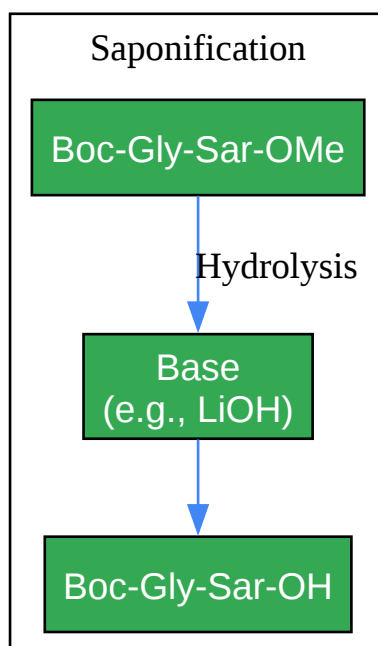 Saponification
Boc-Gly-Sar-OMe
Hydrolysis
Base
(e.g., LiOH)
Boc-Gly-Sar-OH